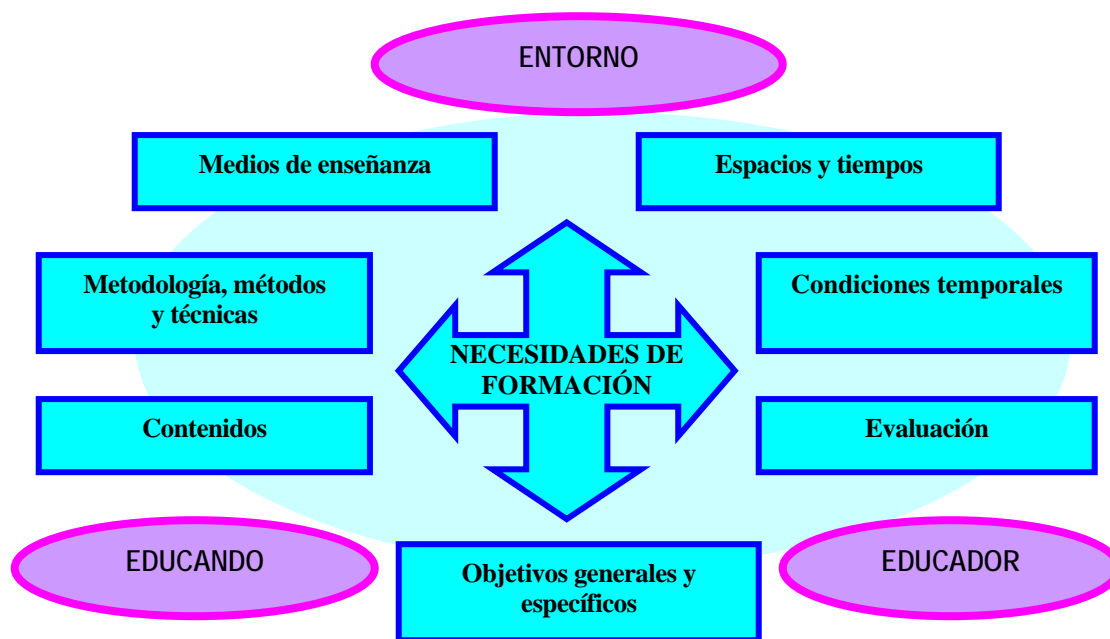 ENTORNO
Medios de enseñanza
Espacios y tiempos
Metodología, métodos
y técnicas
Condiciones temporales
NECESIDADES DE
FORMACIÓN
Contenidos
Evaluación
EDUCANDO
Objetivos generales y
específicos
EDUCADOR